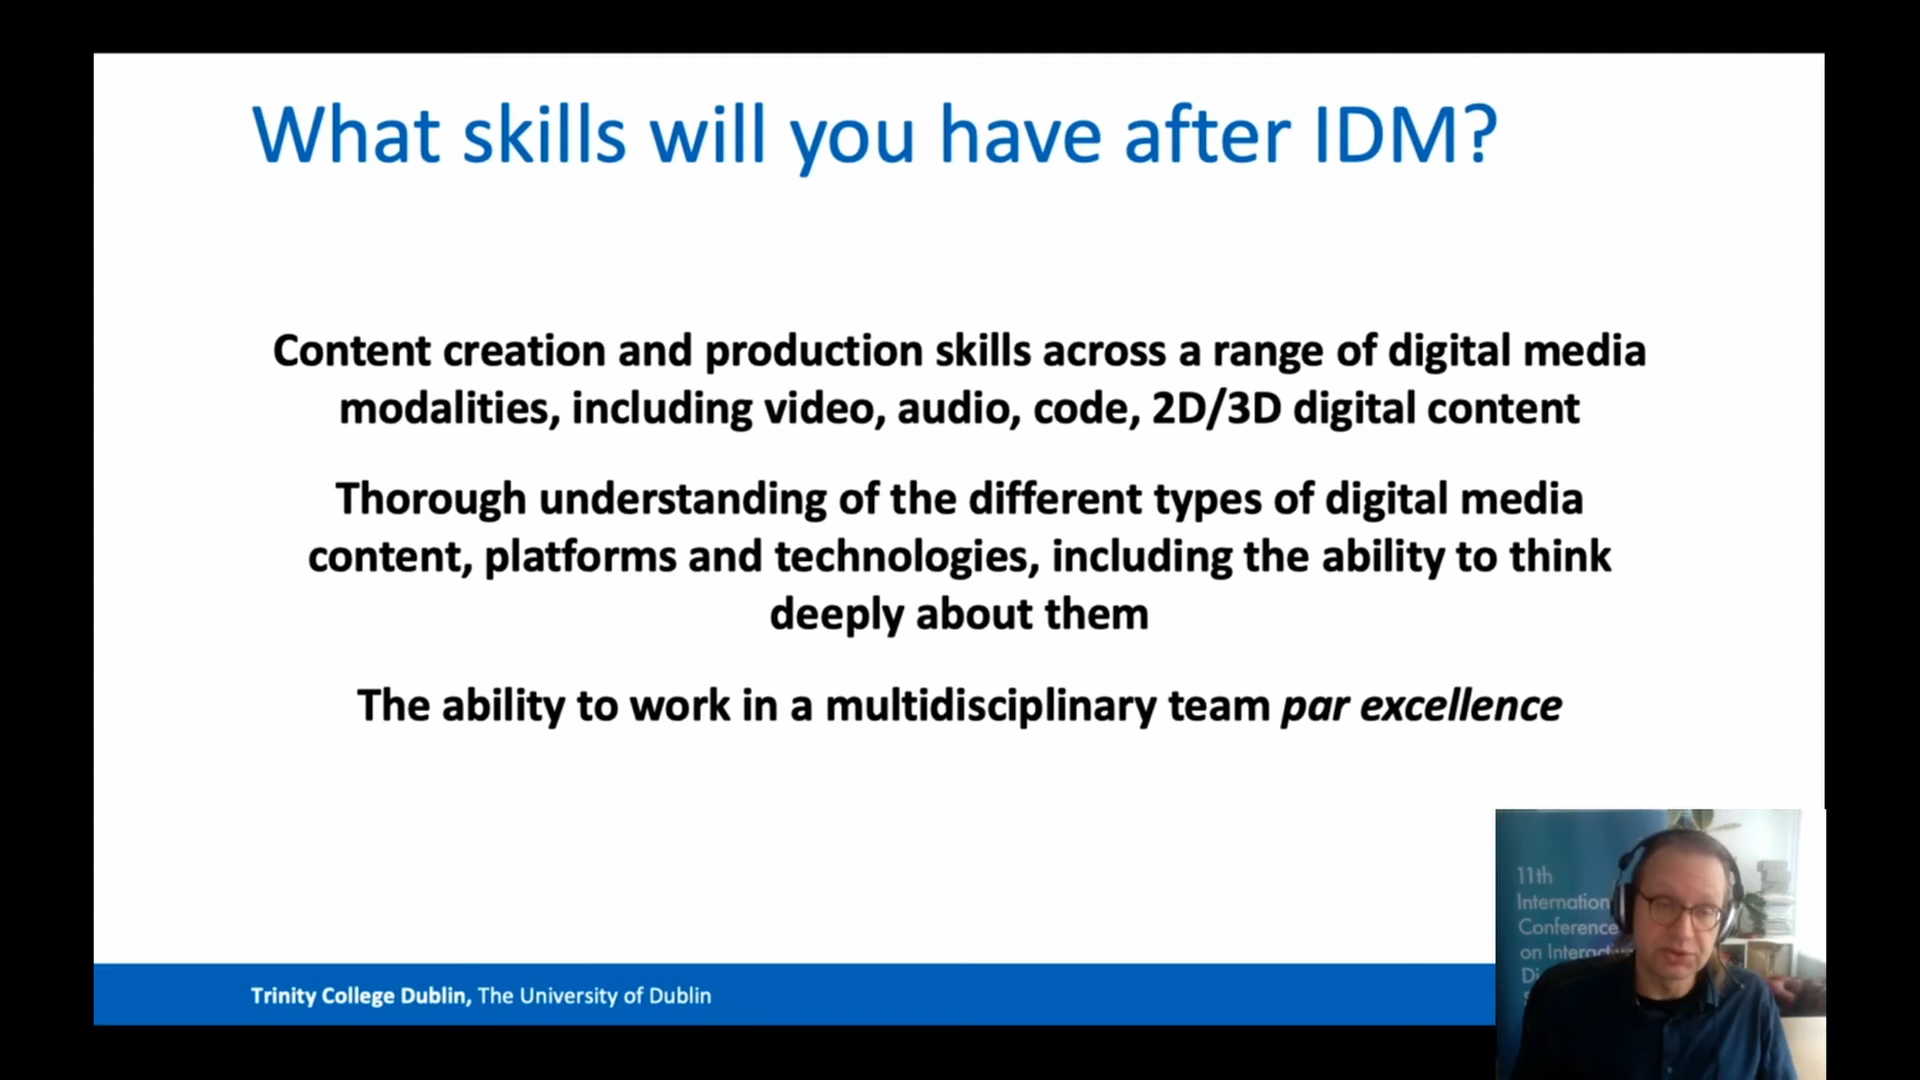 What skills will you have after IDM?
Content creation and production skills across a range of digital media
modalities, including video, audio, code, 2D/3D digital content
Thorough understanding of the different types of digital media
content, platforms and technologies, including the ability to think
deeply about them
The ability to work in a multidisciplinary team par excellence
Trinity College Dublin, The University of Dublin
11th
Internation
Conference
on Interactive
Di